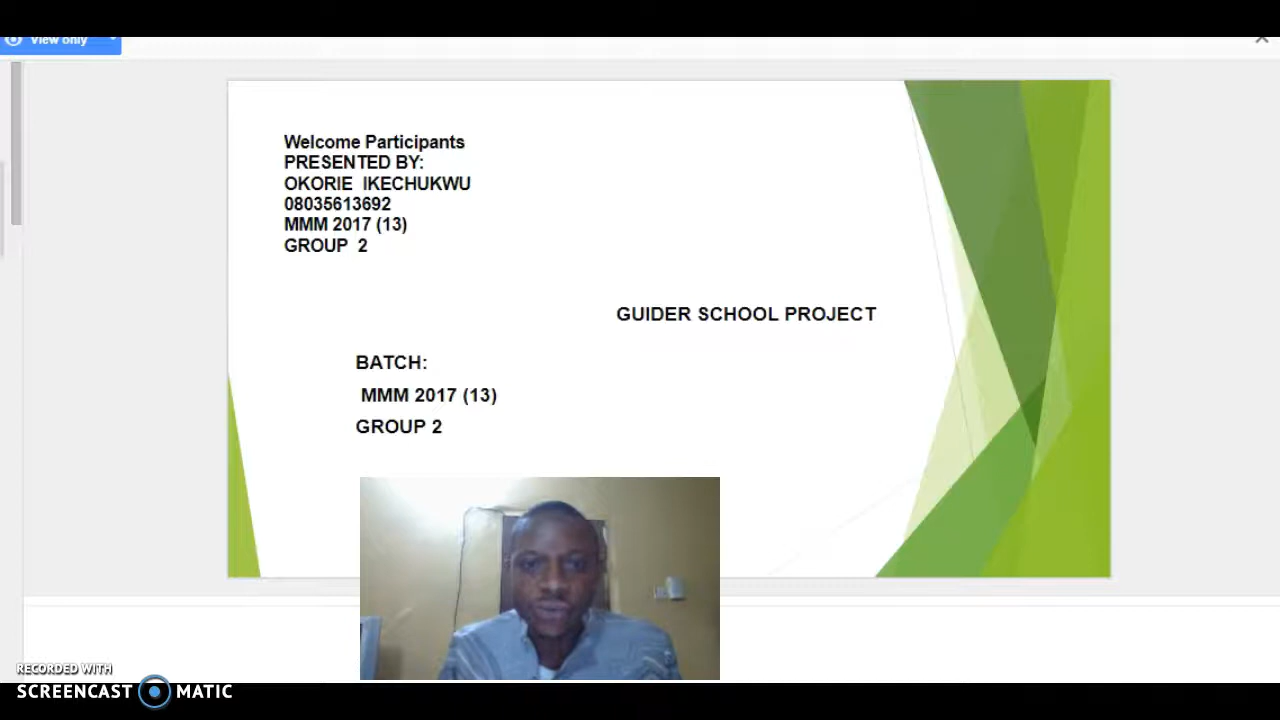 View only
Welcome Participants
PRESENTED BY:
OKORIE IKECHUKWU
08035613692
MMM 2017 (13)
GROUP 2
GUIDER SCHOOL PROJECT
BATCH:
MMM 2017 (13)
GROUP 2
RECORDED WITH
SCREENCAST MATIC